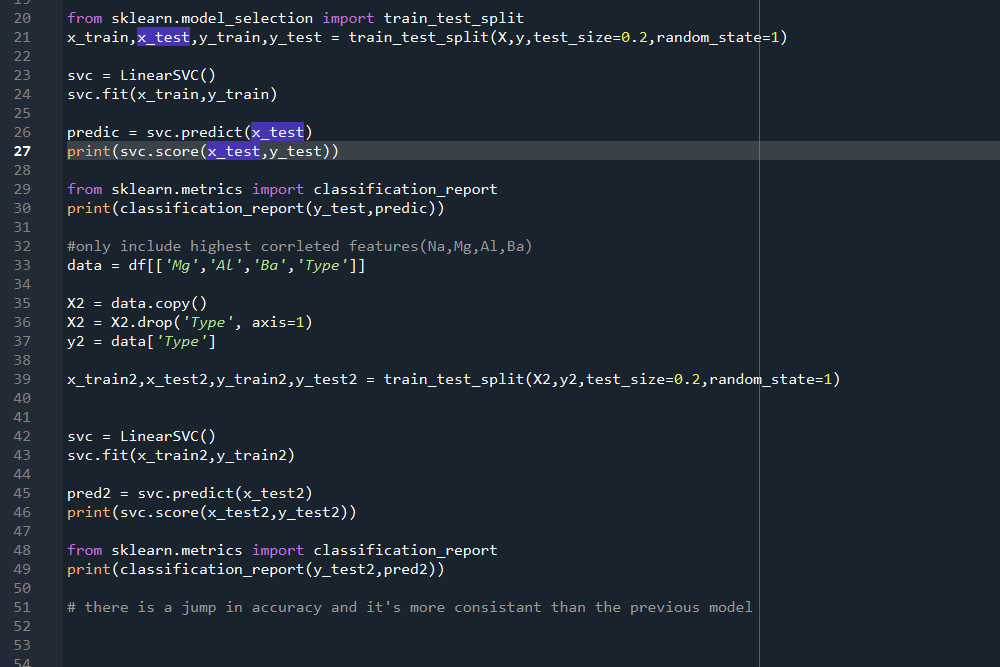 20 from sklearn.model_selection import train_test_split
21 x_train,x_test,y_train,y_test = train_test_split(X,y,test_size=0.2,random_state=1)
22
23 svc = LinearSVC()
24 svc.fit(x_train,y_train)
25
26 predic = svc.predict(x_test)
27 print(svc.score(x_test,y_test))
28
29 from sklearn.metrics import classification_report
30 print(classification_report(y_test,predic))
31
32 #only include highest corrleted features(Na,Mg,Al,Ba)
33 data = df[['Mg','Al','Ba','Type']]
34
35 X2 = data.copy()
36 X2 = X2.drop('Type', axis=1)
37 y2 = data['Type']
38
39 x_train2,x_test2,y_train2,y_test2 = train_test_split(X2,y2,test_size=0.2,random_state=1)
40
41
42 svc = LinearSVC()
43 svc.fit(x_train2,y_train2)
44
45 pred2 = svc.predict(x_test2)
46 print(svc.score(x_test2,y_test2))
47
48 from sklearn.metrics import classification_report
49 print(classification_report(y_test2,pred2))
50
51 # there is a jump in accuracy and it's more consistant than the previous model
52
53
54